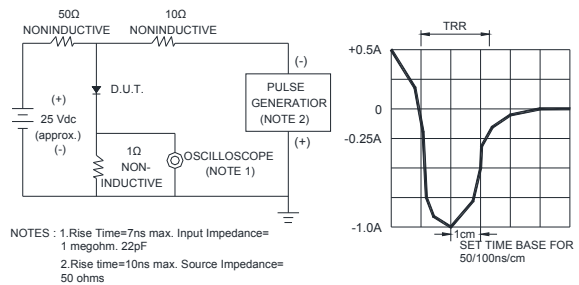 50Ω
NONINDUCTIVE
10Ω
NONINDUCTIVE
(+)
25 Vdc
(approx.)
(-)
D.U.T.
1Ω
NON-
INDUCTIVE
OSCILLOSCOPE
(NOTE 1)
(-)
PULSE
GENERATIOR
(NOTE 2)
(+)
NOTES : 1.Rise Time=7ns max. Input Impedance=
1 megohm. 22pF
2.Rise time=10ns max. Source Impedance=
50 ohms
TRR
+0.5A
0
-0.25A
-1.0A
1cm
SET TIME BASE FOR
50/100ns/cm